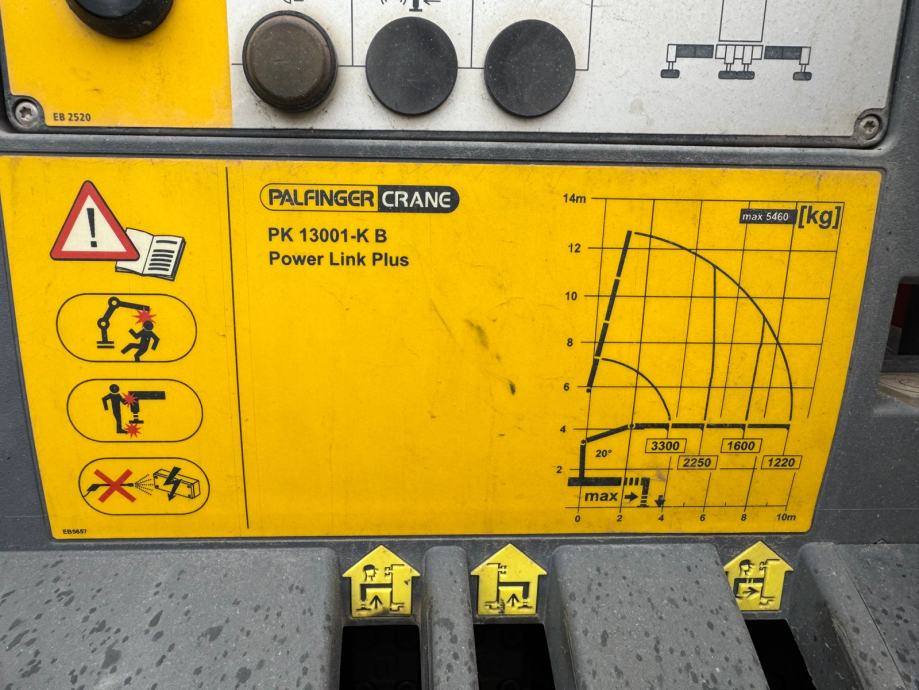 EB 2520
PALFINGER CRANE
PK 13001-K B
Power Link Plus
EB5657
14m
max 5460 [kg]
12
10
8
6
4
3300 1600
20° 2250 1220
2
max
0 2 4 6 8 10m